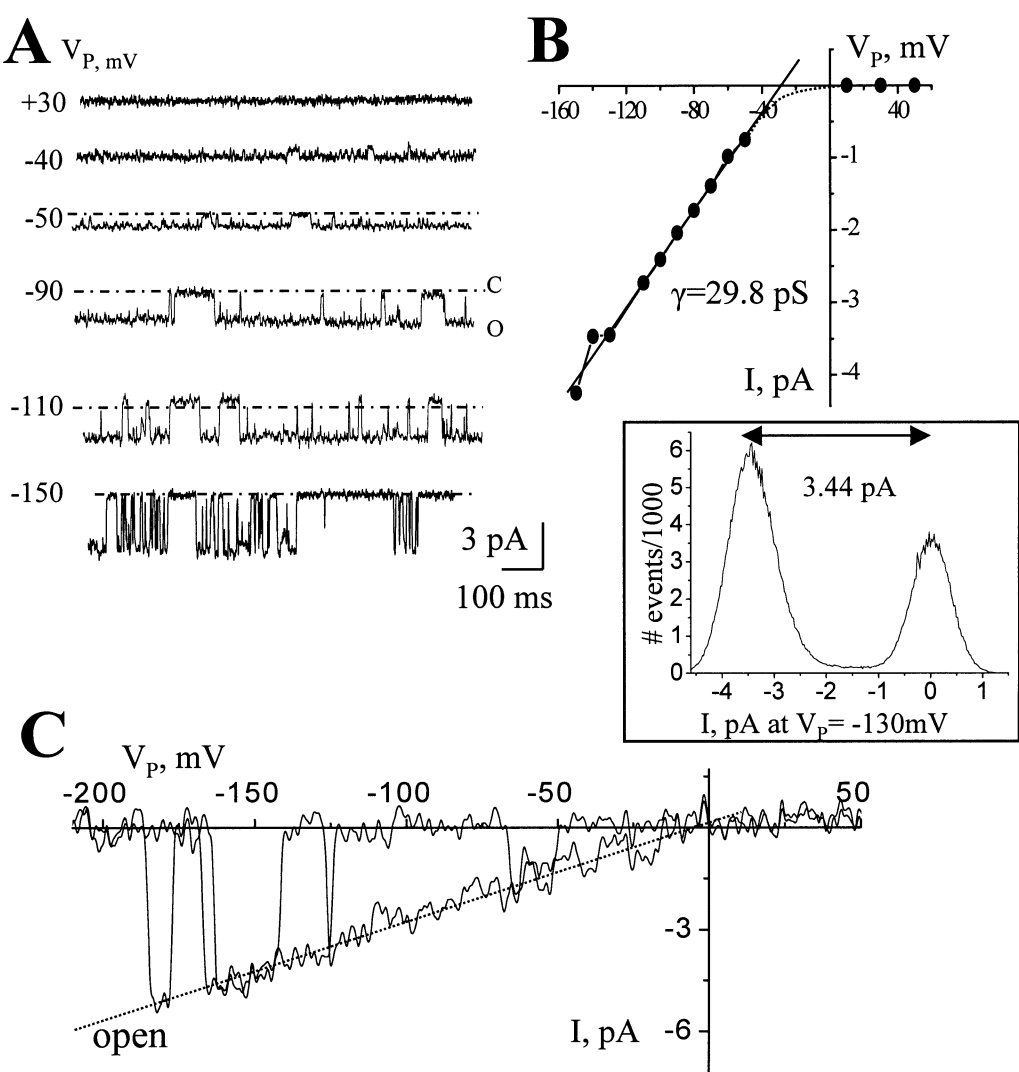 A
V_P, mV
+30
-40
-50
-90
C
O
-110
-150
3 pA
100 ms
B
V_P, mV
-160 -120 -80 -40 40
-1
-2
γ=29.8 pS
-3
I, pA
-4
6
5
4
3
2
1
0
# events/1000
3.44 pA
-4 -3 -2 -1 0 1
I, pA at V_P= -130mV
C
V_P, mV
-200 -150 -100 -50 50
-3
-6
open
I, pA